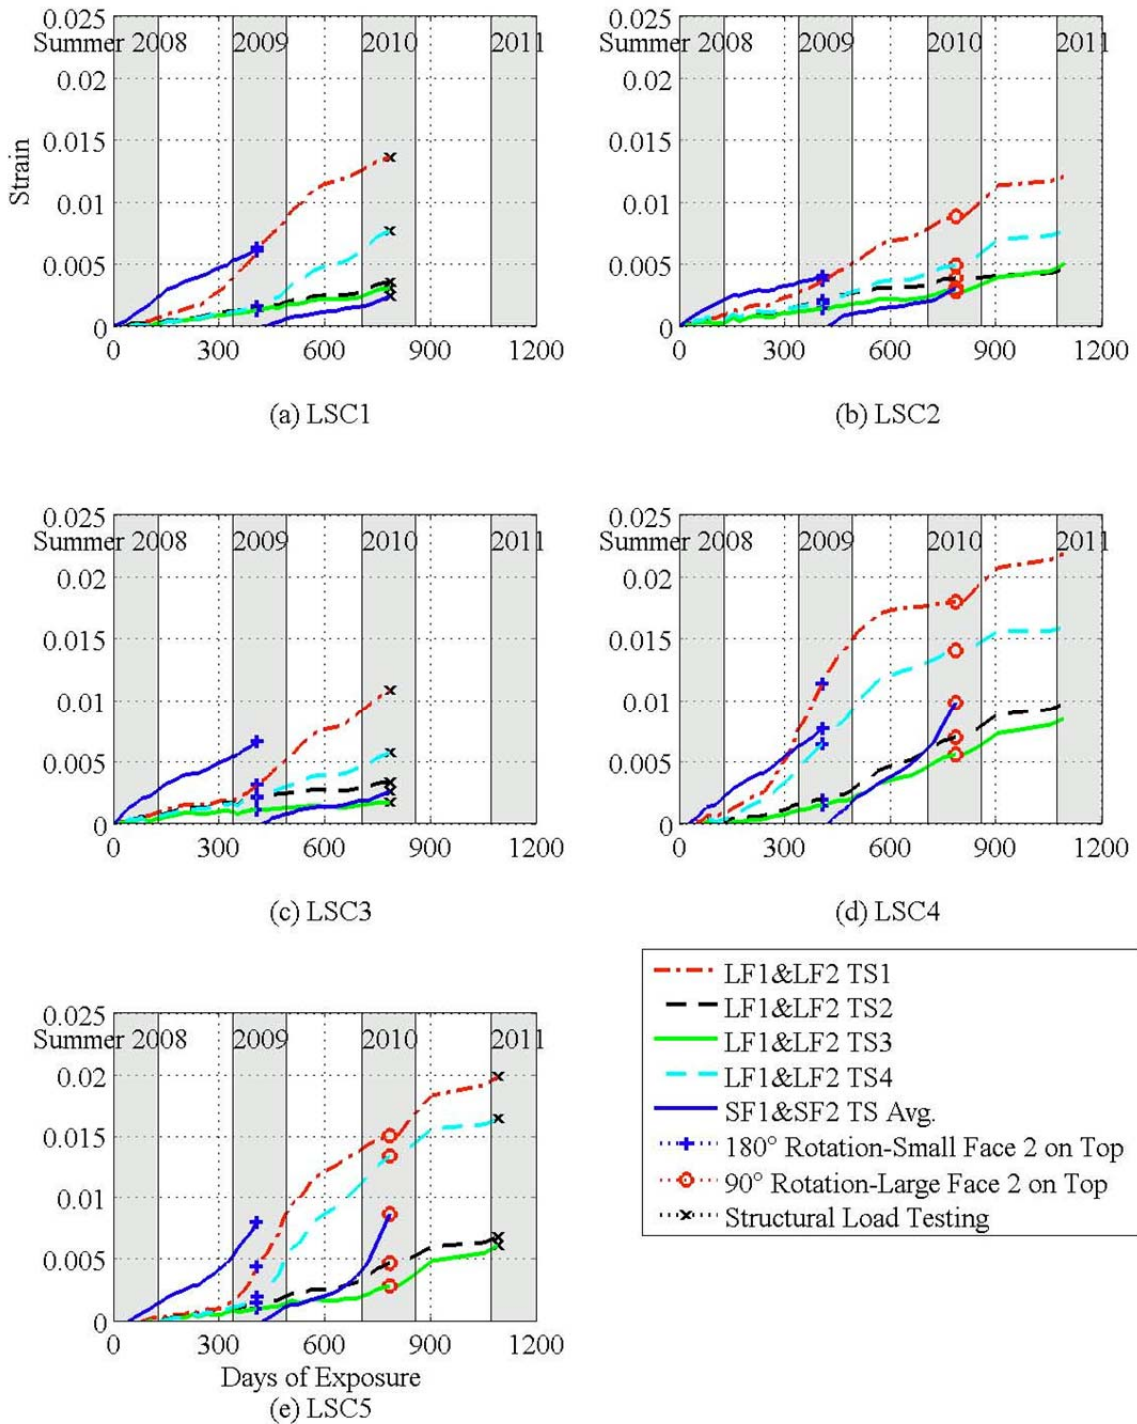 0.025
Summer 2008
2009
2010
2011
0.02
0.015
0.01
0.005
0
Strain
0 300 600 900 1200
(a) LSC1
0.025
Summer 2008
2009
2010
2011
0.02
0.015
0.01
0.005
0
0 300 600 900 1200
(b) LSC2
0.025
Summer 2008
2009
2010
2011
0.02
0.015
0.01
0.005
0
0 300 600 900 1200
(c) LSC3
0.025
Summer 2008
2009
2010
2011
0.02
0.015
0.01
0.005
0
0 300 600 900 1200
(d) LSC4
0.025
Summer 2008
2009
2010
2011
0.02
0.015
0.01
0.005
0
0 300 600 900 1200
Days of Exposure
(e) LSC5
LF1&LF2 TS1
LF1&LF2 TS2
LF1&LF2 TS3
LF1&LF2 TS4
SF1&SF2 TS Avg.
180° Rotation-Small Face 2 on Top
90° Rotation-Large Face 2 on Top
Structural Load Testing